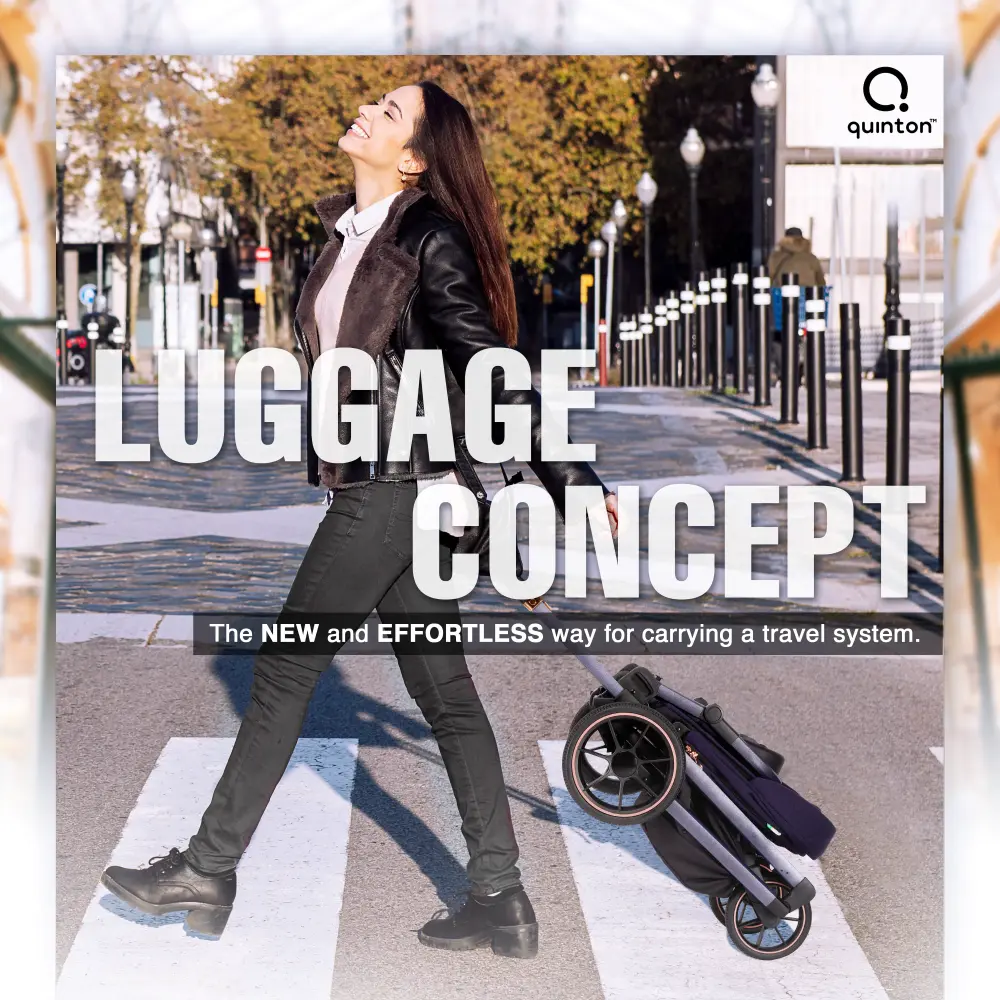 quinton™
LUGGAGE
CONCEPT
The NEW and EFFORTLESS way for carrying a travel system.